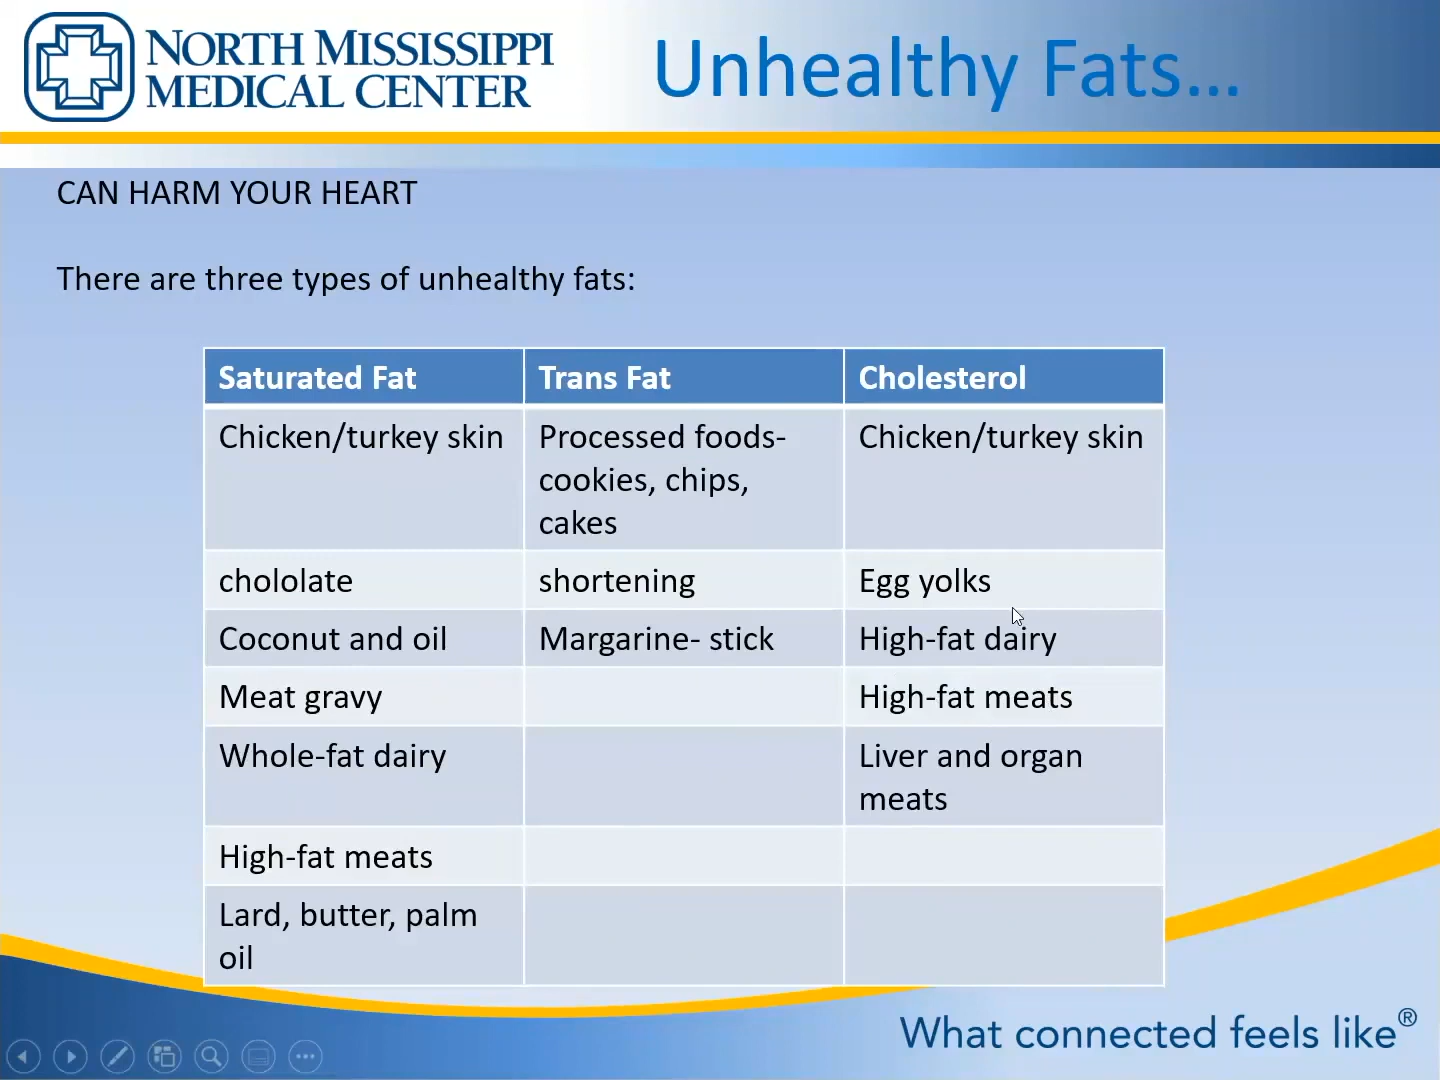 NORTH MISSISSIPPI
MEDICAL CENTER
Unhealthy Fats...
CAN HARM YOUR HEART
There are three types of unhealthy fats:
Saturated Fat
Trans Fat
Cholesterol
Chicken/turkey skin
Processed foods-
cookies, chips,
cakes
Chicken/turkey skin
chololate
shortening
Egg yolks
Coconut and oil
Margarine- stick
High-fat dairy
Meat gravy
High-fat meats
Whole-fat dairy
Liver and organ
meats
High-fat meats
Lard, butter, palm
oil
What connected feels like®